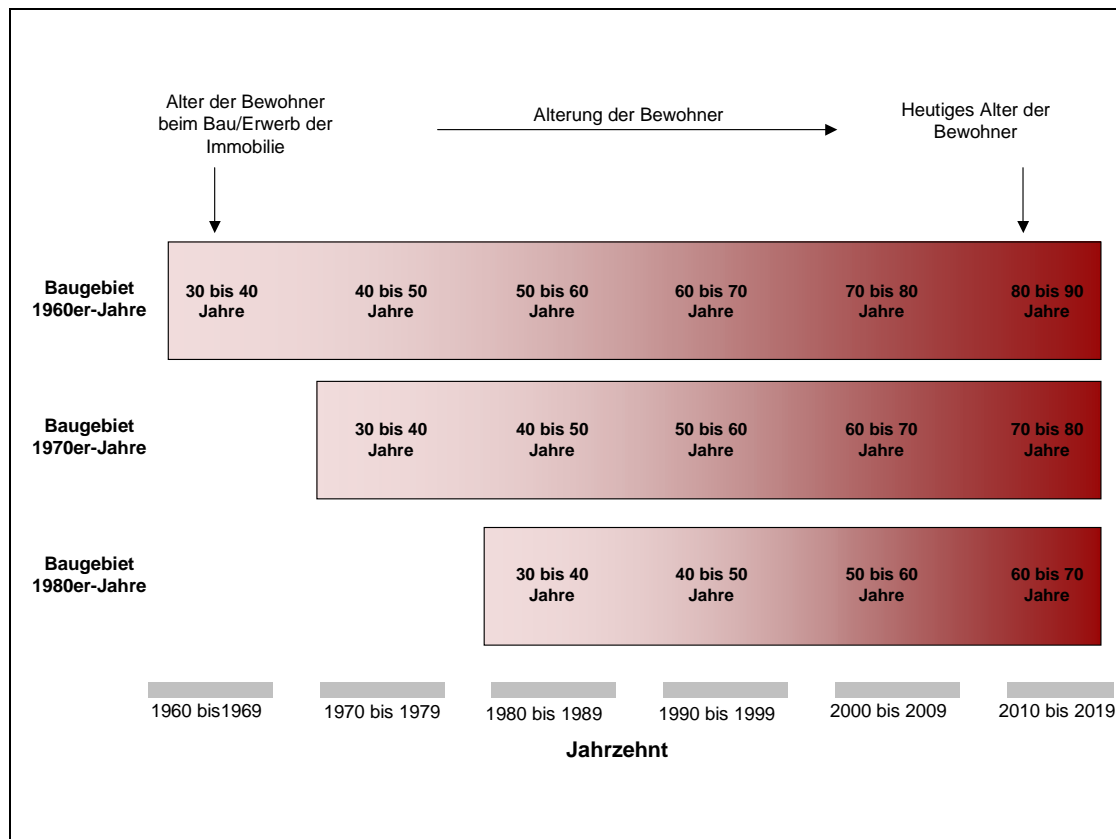 Alter der Bewohner
beim Bau/Erwerb der
Immobilie
Alterung der Bewohner
Heutiges Alter der
Bewohner
Baugebiet
1960er-Jahre
30 bis 40
Jahre
40 bis 50
Jahre
50 bis 60
Jahre
60 bis 70
Jahre
70 bis 80
Jahre
80 bis 90
Jahre
Baugebiet
1970er-Jahre
30 bis 40
Jahre
40 bis 50
Jahre
50 bis 60
Jahre
60 bis 70
Jahre
70 bis 80
Jahre
Baugebiet
1980er-Jahre
30 bis 40
Jahre
40 bis 50
Jahre
50 bis 60
Jahre
60 bis 70
Jahre
1960 bis1969
1970 bis 1979
1980 bis 1989
1990 bis 1999
2000 bis 2009
2010 bis 2019
Jahrzehnt